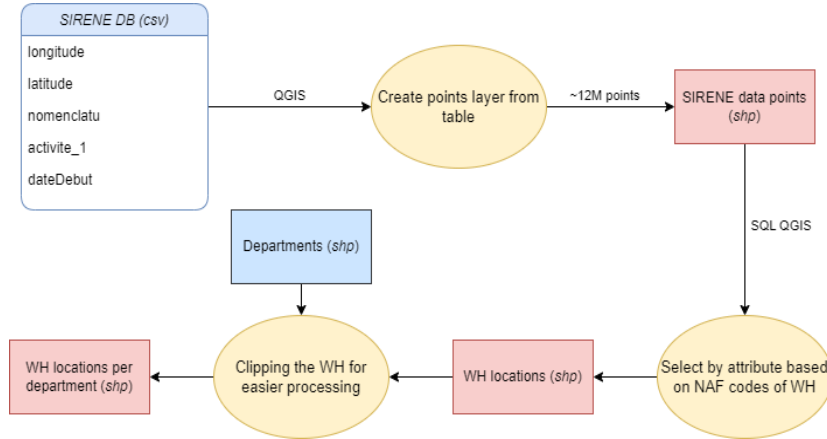 SIRENE DB (csv)
longitude
latitude
nomenclatu
activite_1
dateDebut
QGIS
Create points layer from
table
~12M points
SIRENE data points
(shp)
SQL QGIS
Departments (shp)
WH locations per
department (shp)
Clipping the WH for
easier processing
WH locations (shp)
Select by attribute based
on NAF codes of WH